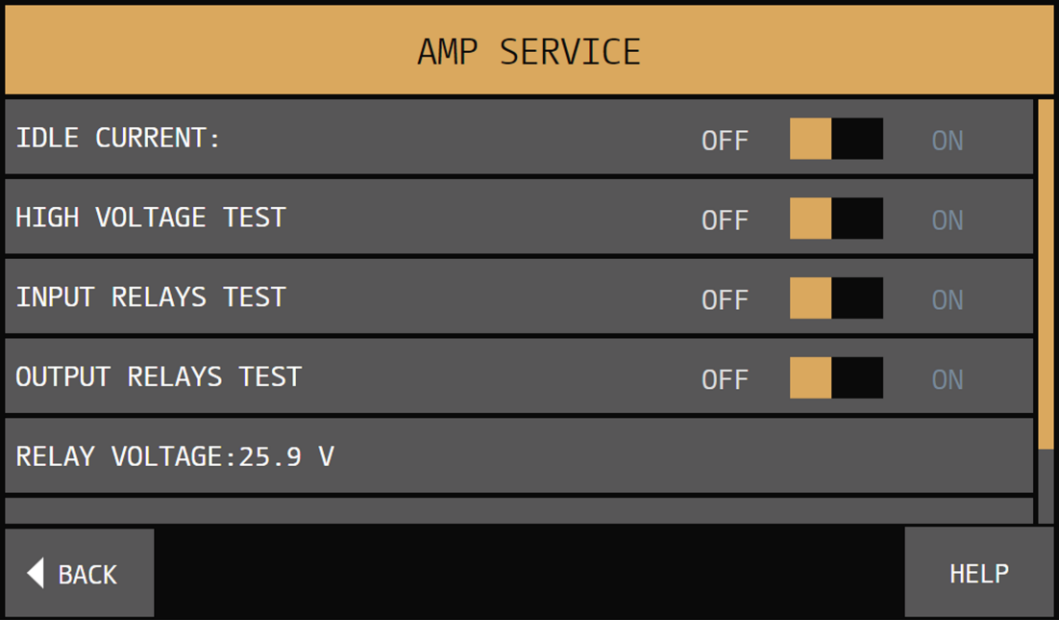 AMP SERVICE
IDLE CURRENT: OFF ON
HIGH VOLTAGE TEST OFF ON
INPUT RELAYS TEST OFF ON
OUTPUT RELAYS TEST OFF ON
RELAY VOLTAGE:25.9 V
BACK HELP